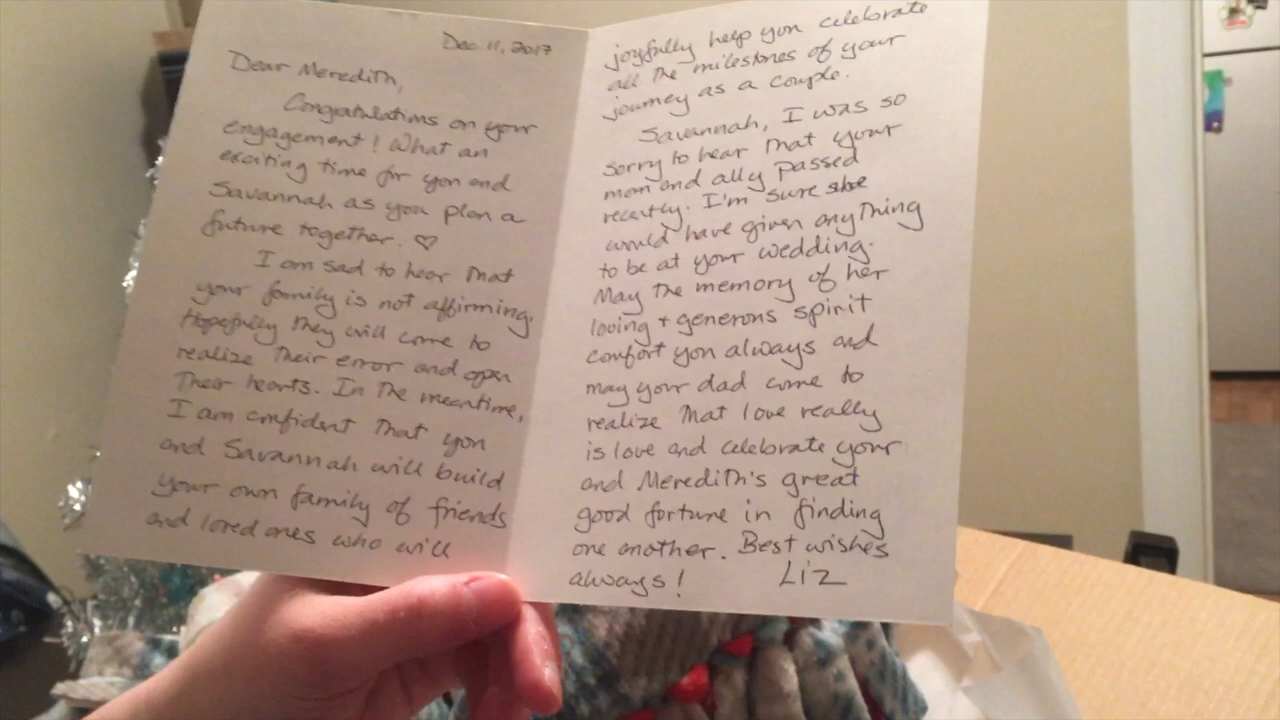 Dec 11, 2017
Dear Meredith,
Congratulations on your
engagement! What an
exciting time for you and
Savannah as you plan a
future together. ♡
I am sad to hear that
your family is not affirming.
Hopefully they will come to
realize their error and open
their hearts. In the meantime,
I am confident that you
and Savannah will build
your own family of friends
and loved ones who will
joyfully help you celebrate
all the milestones of your
journey as a couple.
Savannah, I was so
sorry to hear that your
mom and ally passed
recently. I'm sure she
would have given anything
to be at your wedding.
May the memory of her
loving + generous spirit
comfort you always and
may your dad come to
realize that love really
is love and celebrate your
and Meredith's great
good fortune in finding
one another. Best wishes
always! Liz